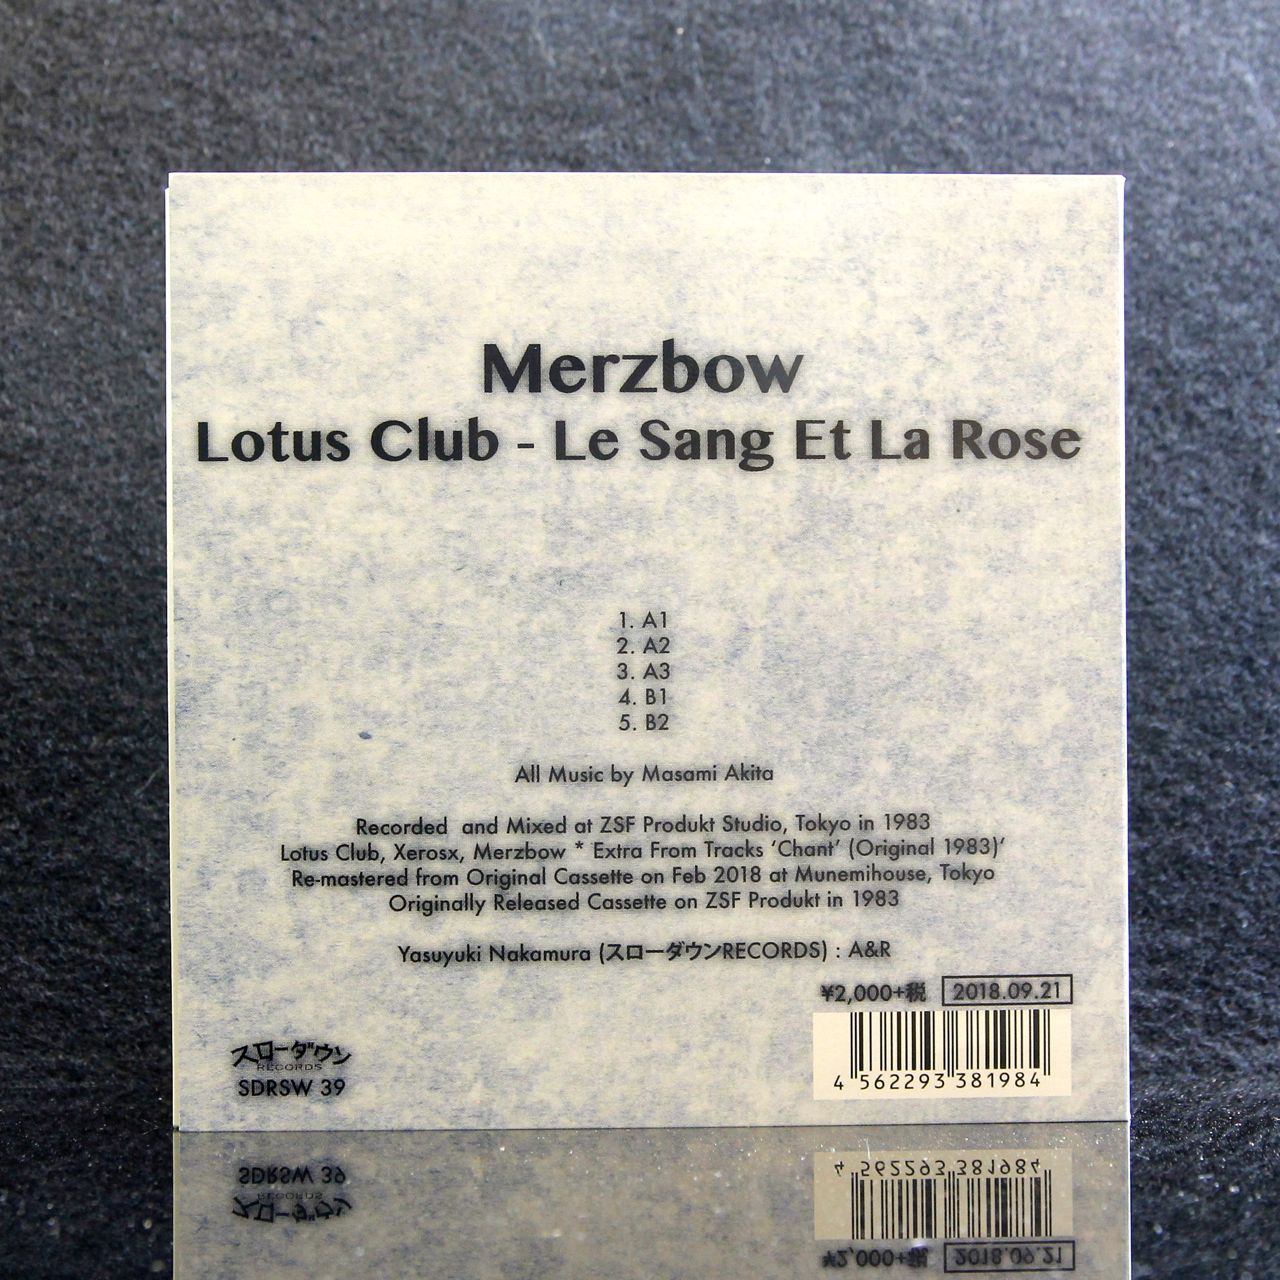 Merzbow
Lotus Club - Le Sang Et La Rose
1. A1
2. A2
3. A3
4. B1
5. B2
All Music by Masami Akita
Recorded  and Mixed at ZSF Produkt Studio, Tokyo in 1983
Lotus Club, Xerosx, Merzbow * Extra From Tracks ‘Chant’ (Original 1983)’
Re-mastered from Original Cassette on Feb 2018 at Munemihouse, Tokyo
Originally Released Cassette on ZSF Produkt in 1983
Yasuyuki Nakamura (スローダウンRECORDS) : A&R
¥2,000+税 2018.09.21
4 562293 381984
スローダウン
RECORDS
SDRSW 39